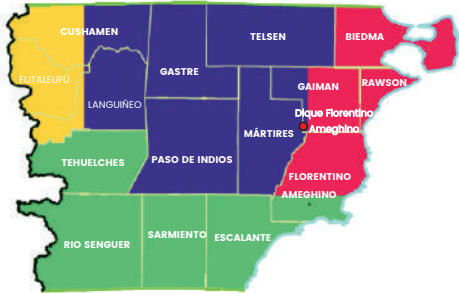 CUSHAMEN
TELSEN
BIEDMA
FUTALEUFÚ
GASTRE
GAIMAN
RAWSON
LANGUIÑEO
Dique Florentino
Ameghino
MÁRTIRES
TEHUELCHES
PASO DE INDIOS
FLORENTINO
AMEGHINO
RIO SENGUER
SARMIENTO
ESCALANTE